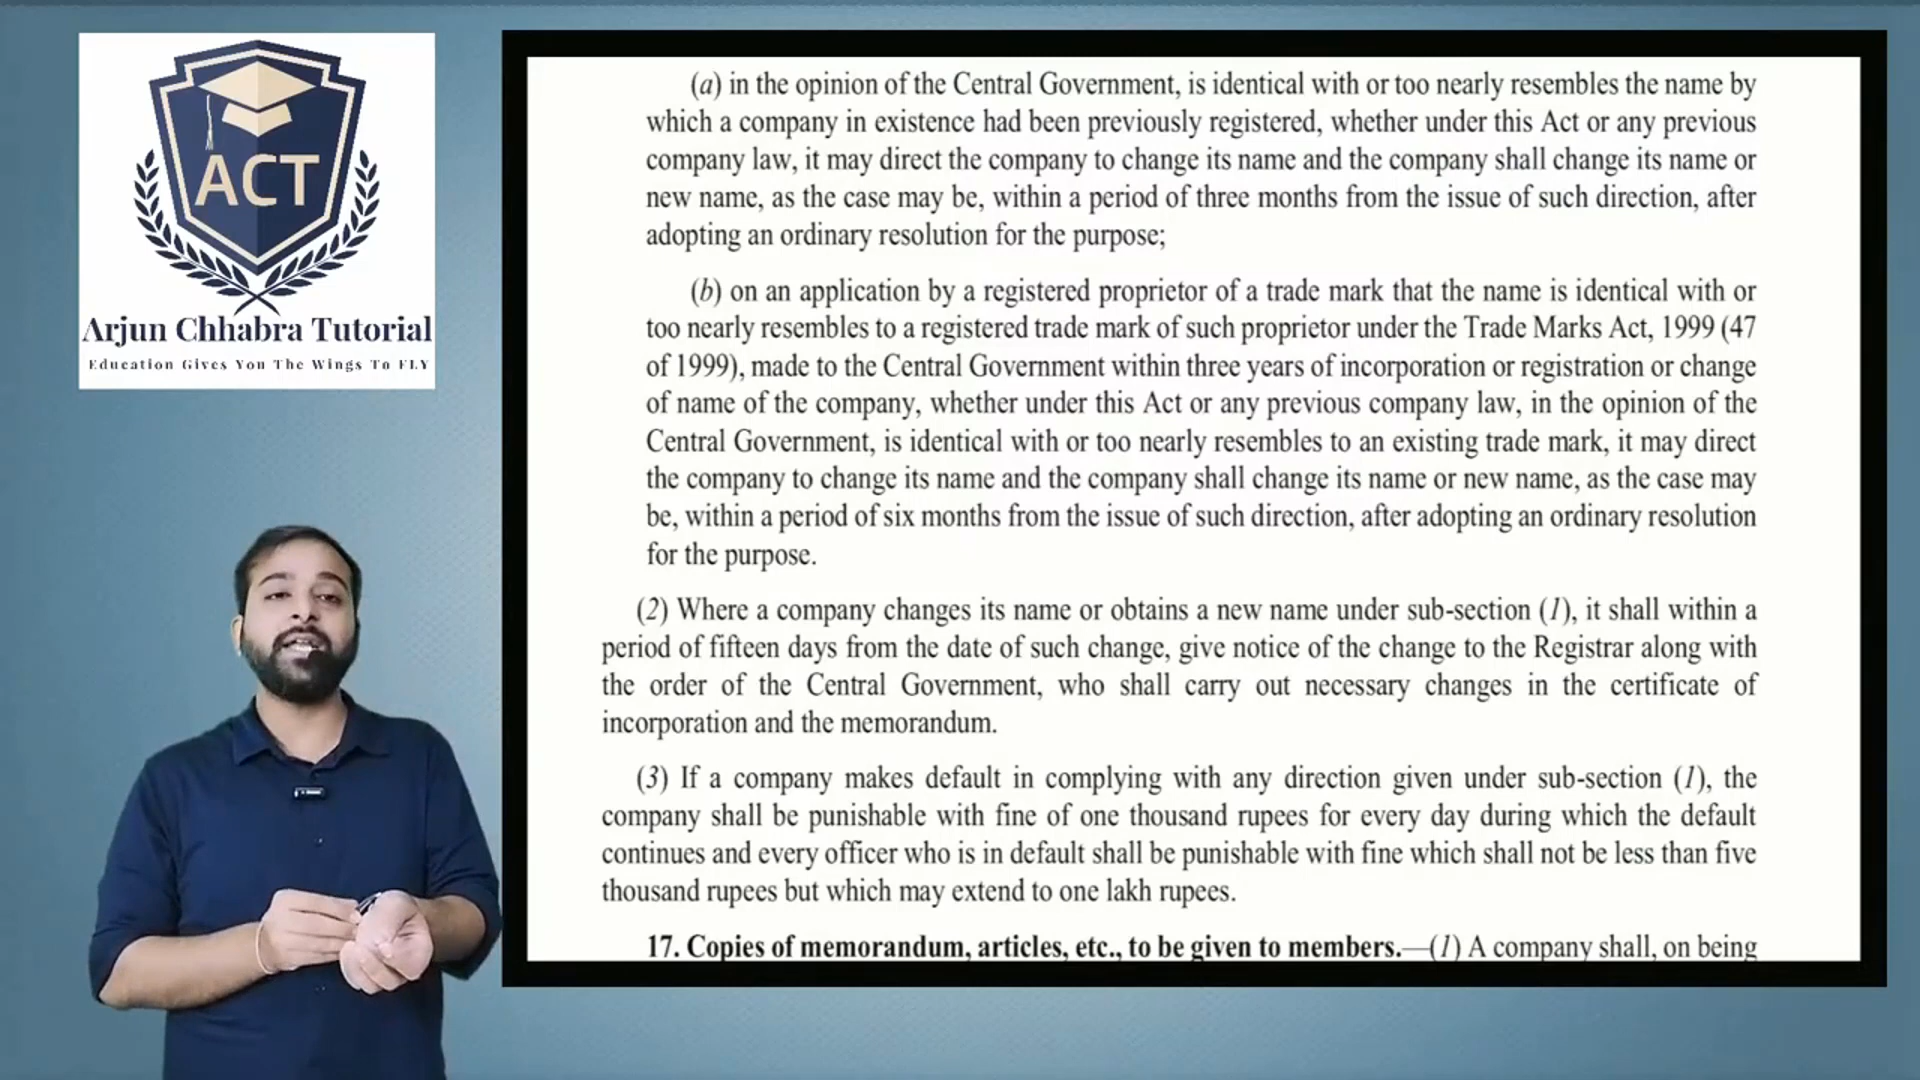 ACT
Arjun Chhabra Tutorial
Education Gives You The Wings To FLY
(a) in the opinion of the Central Government, is identical with or too nearly resembles the name by
which a company in existence had been previously registered, whether under this Act or any previous
company law, it may direct the company to change its name and the company shall change its name or
new name, as the case may be, within a period of three months from the issue of such direction, after
adopting an ordinary resolution for the purpose;
(b) on an application by a registered proprietor of a trade mark that the name is identical with or
too nearly resembles to a registered trade mark of such proprietor under the Trade Marks Act, 1999 (47
of 1999), made to the Central Government within three years of incorporation or registration or change
of name of the company, whether under this Act or any previous company law, in the opinion of the
Central Government, is identical with or too nearly resembles to an existing trade mark, it may direct
the company to change its name and the company shall change its name or new name, as the case may
be, within a period of six months from the issue of such direction, after adopting an ordinary resolution
for the purpose.
(2) Where a company changes its name or obtains a new name under sub-section (1), it shall within a
period of fifteen days from the date of such change, give notice of the change to the Registrar along with
the order of the Central Government, who shall carry out necessary changes in the certificate of
incorporation and the memorandum.
(3) If a company makes default in complying with any direction given under sub-section (1), the
company shall be punishable with fine of one thousand rupees for every day during which the default
continues and every officer who is in default shall be punishable with fine which shall not be less than five
thousand rupees but which may extend to one lakh rupees.
17. Copies of memorandum, articles, etc., to be given to members.—(1) A company shall, on being